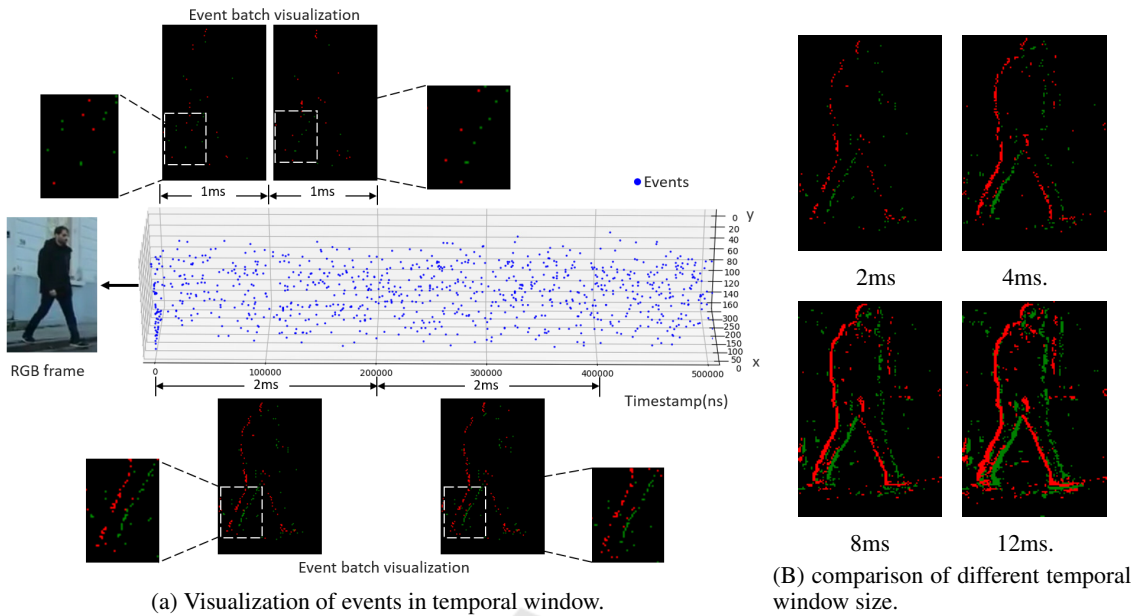 Event batch visualization
1ms
1ms
Events
y
0
20
40
60
80
100
120
140
160
300
250
200
150
100
50
0
x
RGB frame
0
100000
200000
300000
400000
500000
2ms
2ms
Timestamp(ns)
Event batch visualization
(a) Visualization of events in temporal window.
2ms
4ms.
8ms
12ms.
(B) comparison of different temporal
window size.